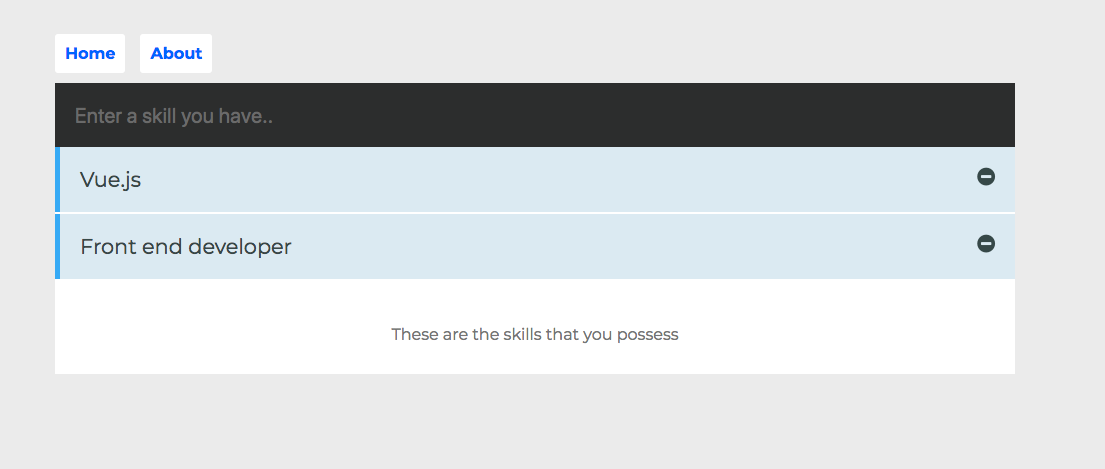 Home About
Enter a skill you have..
Vue.js
Front end developer
These are the skills that you possess